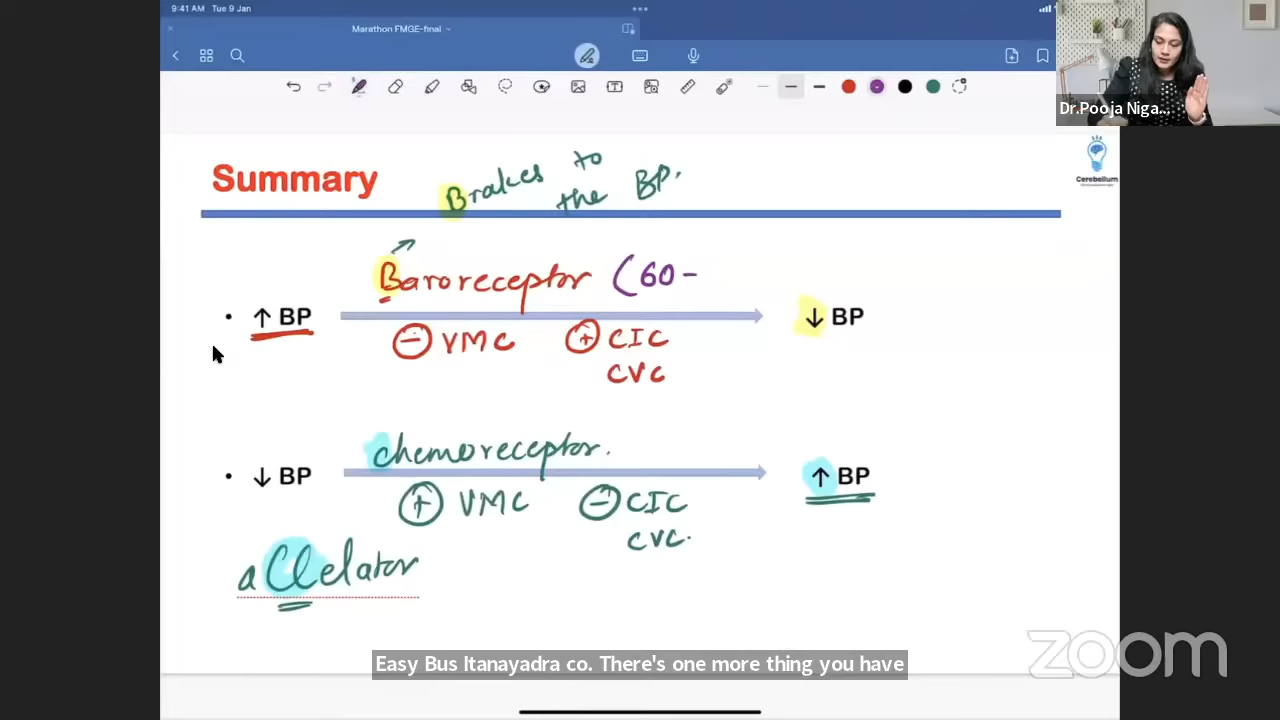 9:41 AM Tue 9 Jan
Marathon FMGE-final
Dr.Pooja Niga...
Cerebellum
Summary
Brakes to the BP.
Baroreceptor (60-
• ↑ BP
↓ BP
⊖ VMC ⊕ CIC
CVC
chemoreceptor.
• ↓ BP
↑ BP
⊕ VMC ⊖ CIC
CVC.
aCClelator
Easy Bus Itanayadra co. There's one more thing you have
zoom